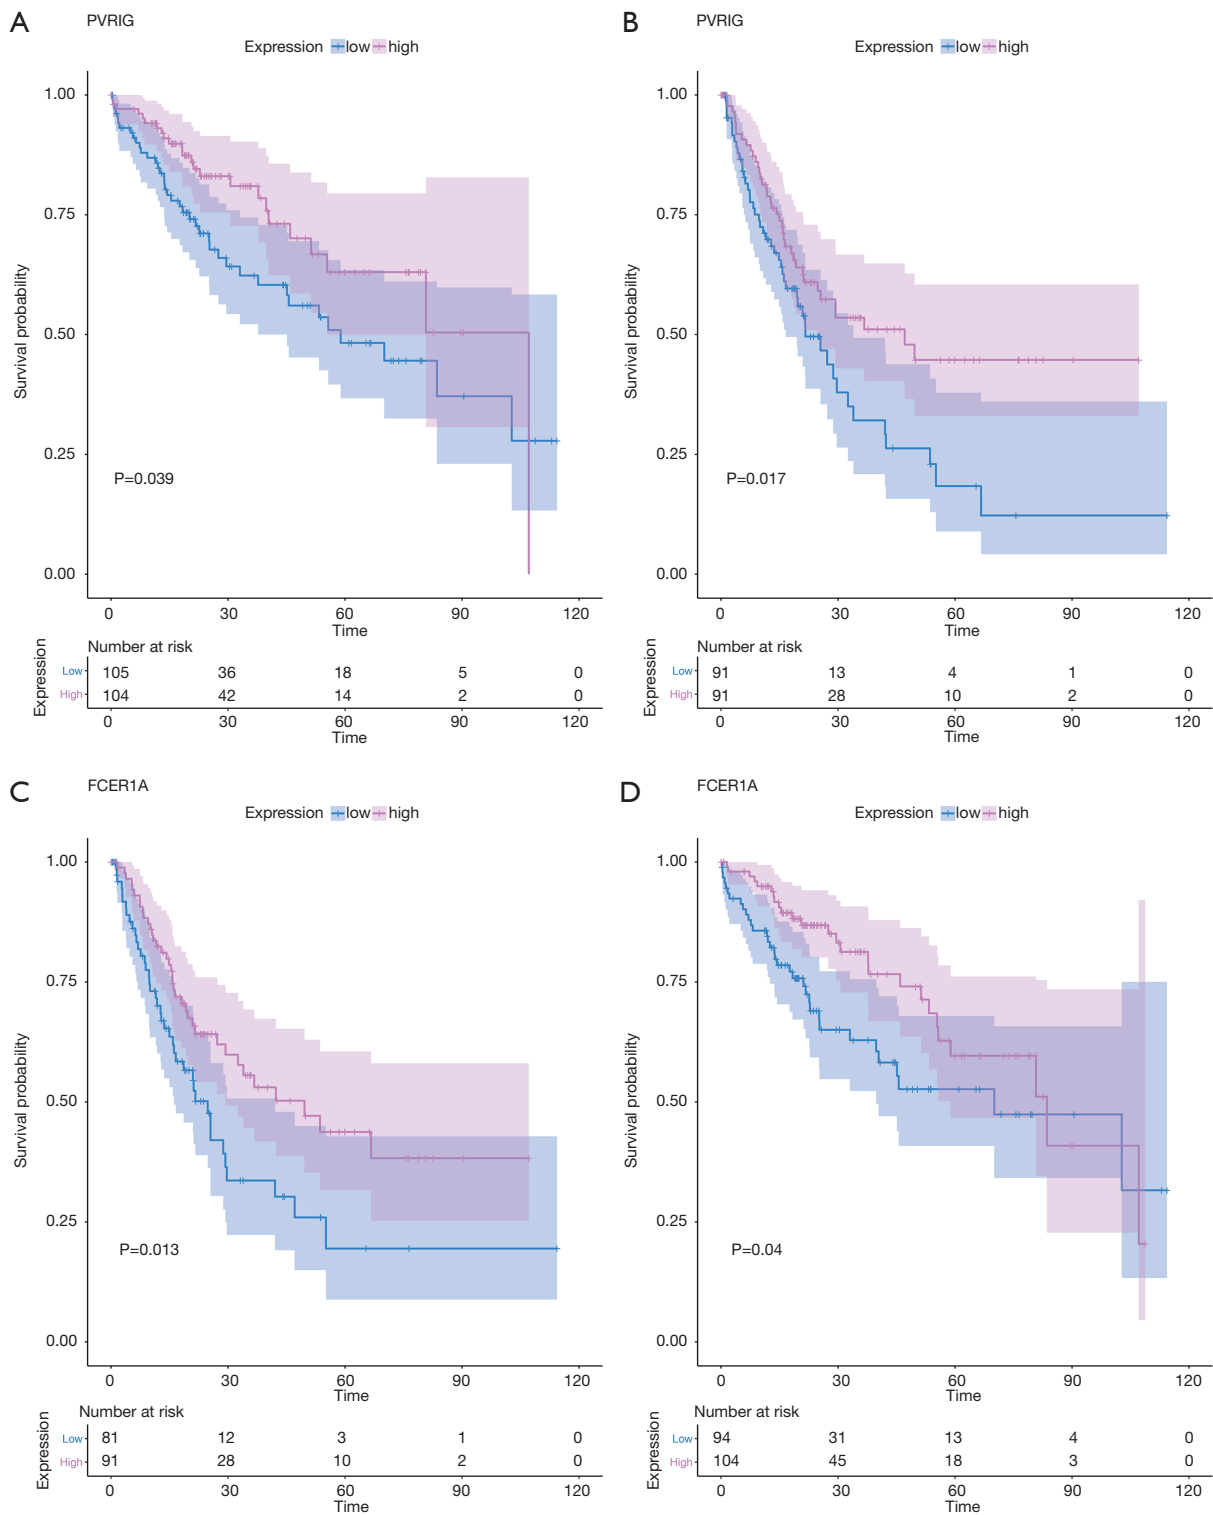 A
PVRIG
Expression low high
1.00
0.75
0.50
0.25
0.00
Survival probability
P=0.039
0 30 60 90 120
Time
Number at risk
Expression
Low 105 36 18 5 0
High 104 42 14 2 0
0 30 60 90 120
Time
B
PVRIG
Expression low high
1.00
0.75
0.50
0.25
0.00
Survival probability
P=0.017
0 30 60 90 120
Time
Number at risk
Expression
Low 91 13 4 1 0
High 91 28 10 2 0
0 30 60 90 120
Time
C
FCER1A
Expression low high
1.00
0.75
0.50
0.25
0.00
Survival probability
P=0.013
0 30 60 90 120
Time
Number at risk
Expression
Low 81 12 3 1 0
High 91 28 10 2 0
0 30 60 90 120
Time
D
FCER1A
Expression low high
1.00
0.75
0.50
0.25
0.00
Survival probability
P=0.04
0 30 60 90 120
Time
Number at risk
Expression
Low 94 31 13 4 0
High 104 45 18 3 0
0 30 60 90 120
Time